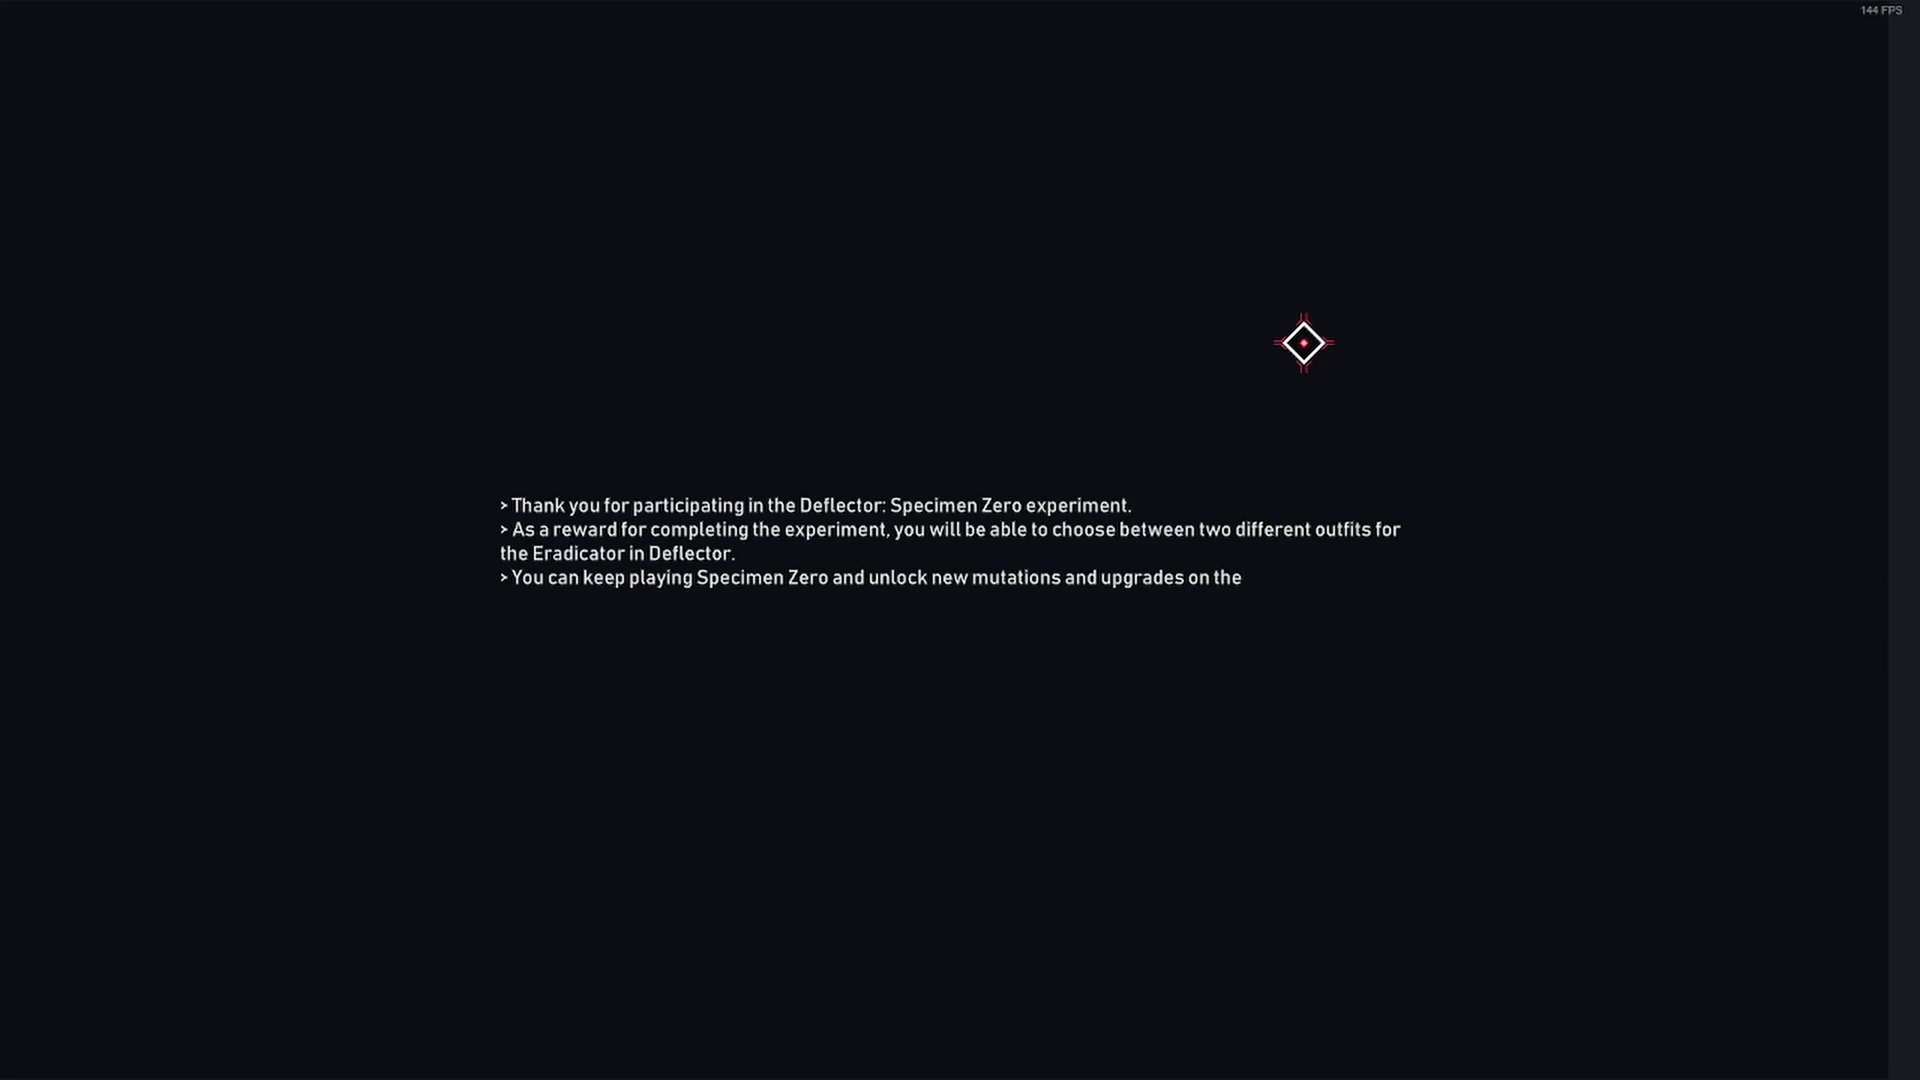 144 FPS
> Thank you for participating in the Deflector: Specimen Zero experiment.
> As a reward for completing the experiment, you will be able to choose between two different outfits for
the Eradicator in Deflector.
> You can keep playing Specimen Zero and unlock new mutations and upgrades on the